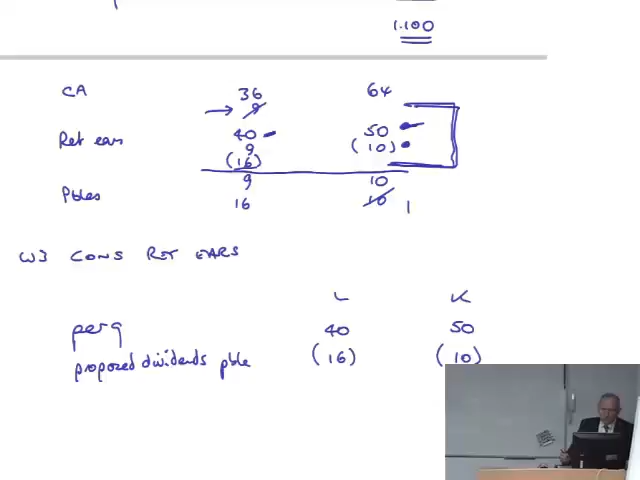 1.100
CA 36 64
→ 9
Ret ears 40 50
9 (10)
(16)
9 10
Pbles 16 10 1
W3 CONS RET EARS
L K
per q 40 50
proposed dividends pble (16) (10)